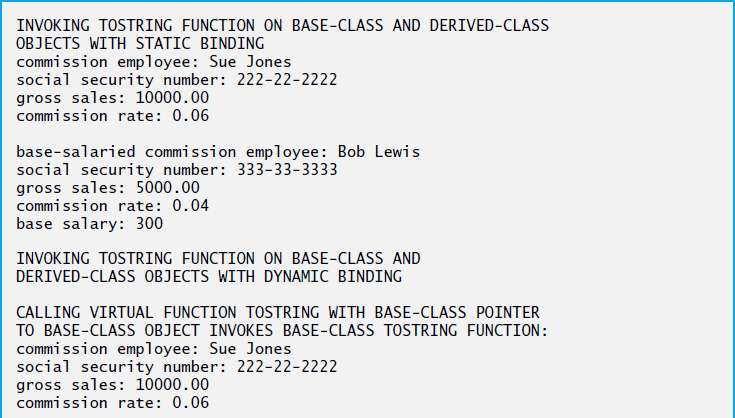 INVOKING TOSTRING FUNCTION ON BASE-CLASS AND DERIVED-CLASS
OBJECTS WITH STATIC BINDING
commission employee: Sue Jones
social security number: 222-22-2222
gross sales: 10000.00
commission rate: 0.06

base-salaried commission employee: Bob Lewis
social security number: 333-33-3333
gross sales: 5000.00
commission rate: 0.04
base salary: 300

INVOKING TOSTRING FUNCTION ON BASE-CLASS AND
DERIVED-CLASS OBJECTS WITH DYNAMIC BINDING

CALLING VIRTUAL FUNCTION TOSTRING WITH BASE-CLASS POINTER
TO BASE-CLASS OBJECT INVOKES BASE-CLASS TOSTRING FUNCTION:
commission employee: Sue Jones
social security number: 222-22-2222
gross sales: 10000.00
commission rate: 0.06